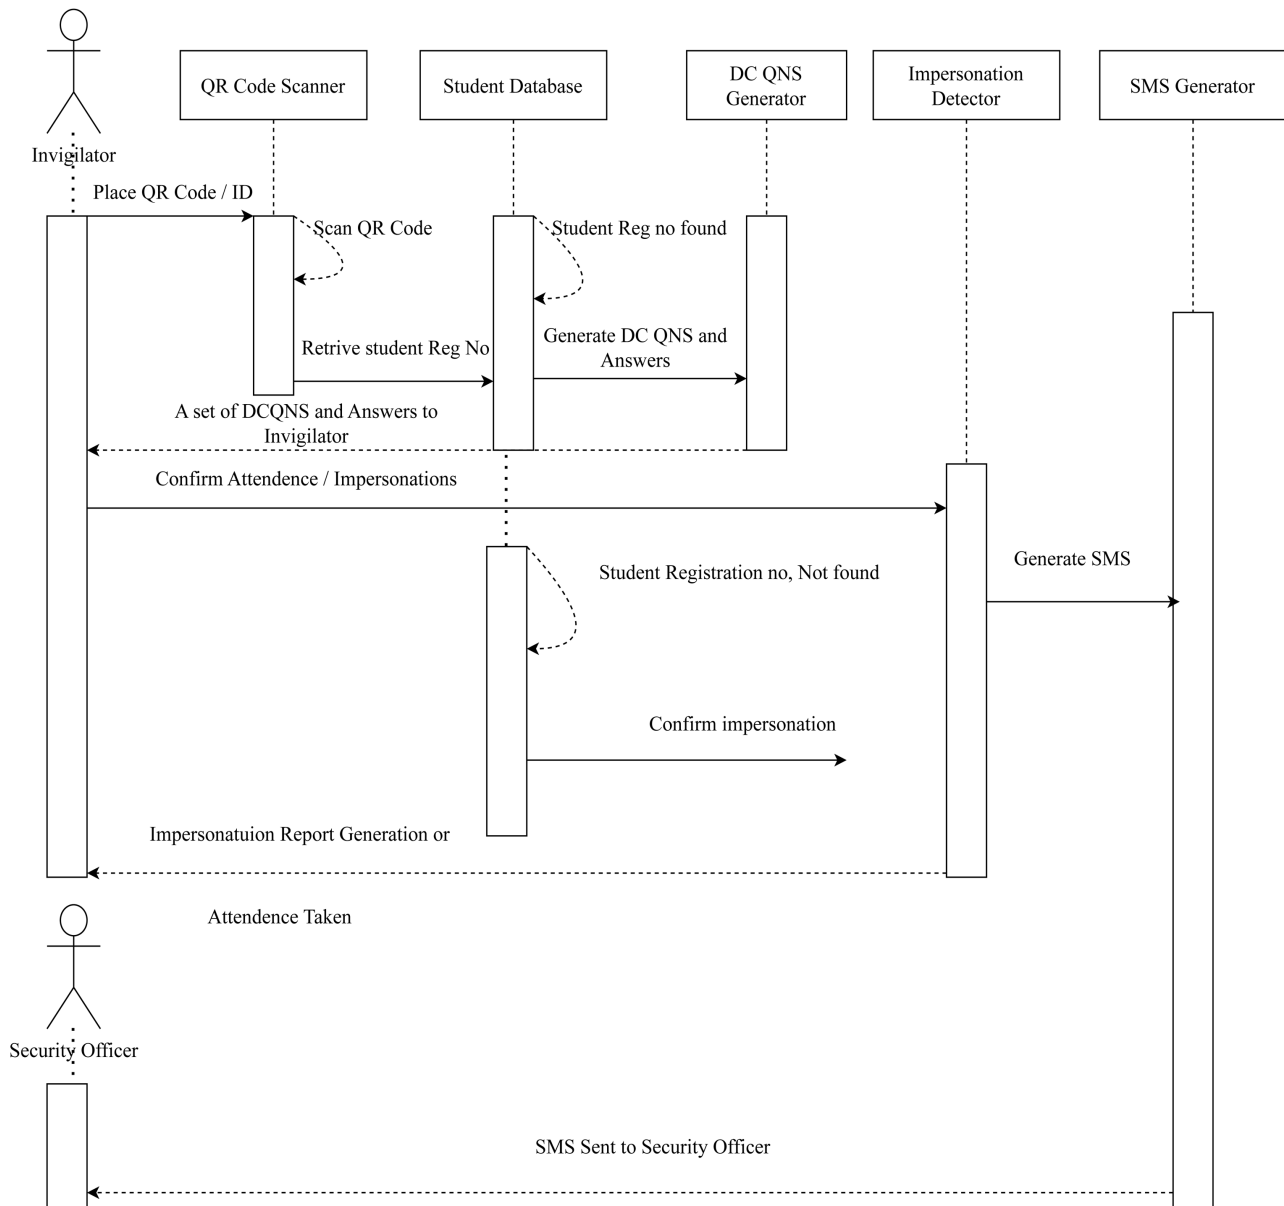 QR Code Scanner
Student Database
DC QNS
Generator
Impersonation
Detector
SMS Generator
Invigilator
Place QR Code / ID
Scan QR Code
Student Reg no found
Retrive student Reg No
Generate DC QNS and
Answers
A set of DCQNS and Answers to
Invigilator
Confirm Attendence / Impersonations
Generate SMS
Student Registration no, Not found
Confirm impersonation
Impersonatuion Report Generation or
Attendence Taken
Security Officer
SMS Sent to Security Officer